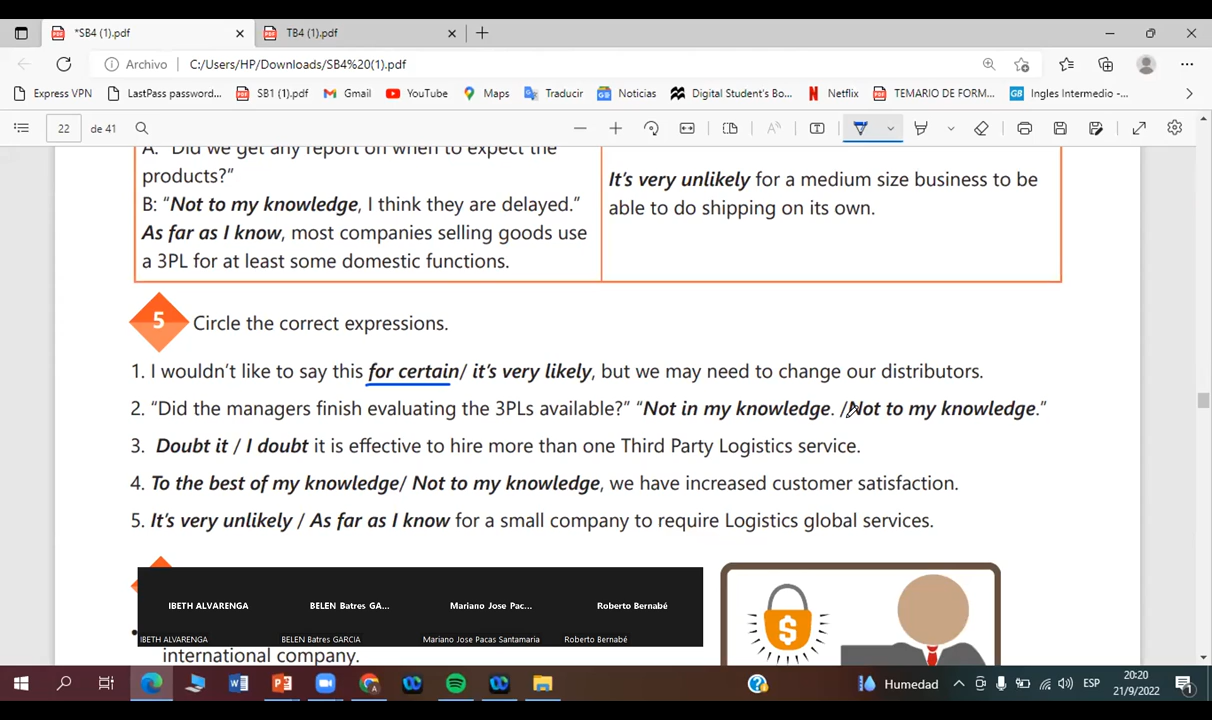 *SB4 (1).pdf
TB4 (1).pdf
Archivo
C:/Users/HP/Downloads/SB4%20(1).pdf
Express VPN
LastPass password...
SB1 (1).pdf
Gmail
YouTube
Maps
Traducir
Noticias
Digital Student's Bo...
Netflix
TEMARIO DE FORM...
Ingles Intermedio -...
22
de 41
A: "Did we get any report on when to expect the
products?"
B: “Not to my knowledge, I think they are delayed.”
As far as I know, most companies selling goods use
a 3PL for at least some domestic functions.
It’s very unlikely for a medium size business to be
able to do shipping on its own.
5
Circle the correct expressions.
1. I wouldn’t like to say this for certain/ it’s very likely, but we may need to change our distributors.
2. “Did the managers finish evaluating the 3PLs available?” “Not in my knowledge. /Not to my knowledge.”
3. Doubt it / I doubt it is effective to hire more than one Third Party Logistics service.
4. To the best of my knowledge/ Not to my knowledge, we have increased customer satisfaction.
5. It’s very unlikely / As far as I know for a small company to require Logistics global services.
IBETH ALVARENGA
BELEN Batres GA...
Mariano Jose Pac...
Roberto Bernabé
IBETH ALVARENGA
BELEN Batres GARCIA
Mariano Jose Pacas Santamaria
Roberto Bernabé
international company.
$
Humedad
ESP
20:20
21/9/2022